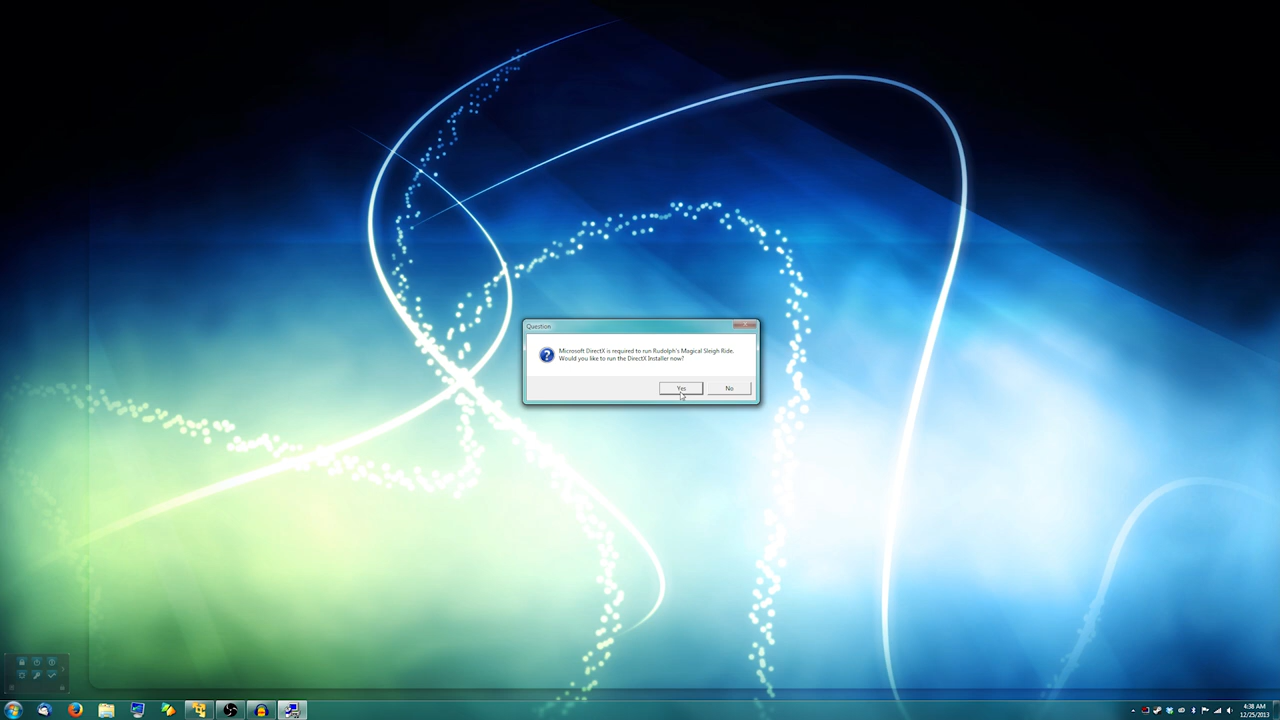 Question
Microsoft DirectX is required to run Rudolph's Magical Sleigh Ride.
Would you like to run the DirectX Installer now?
Yes
No
4:38 AM
12/25/2013